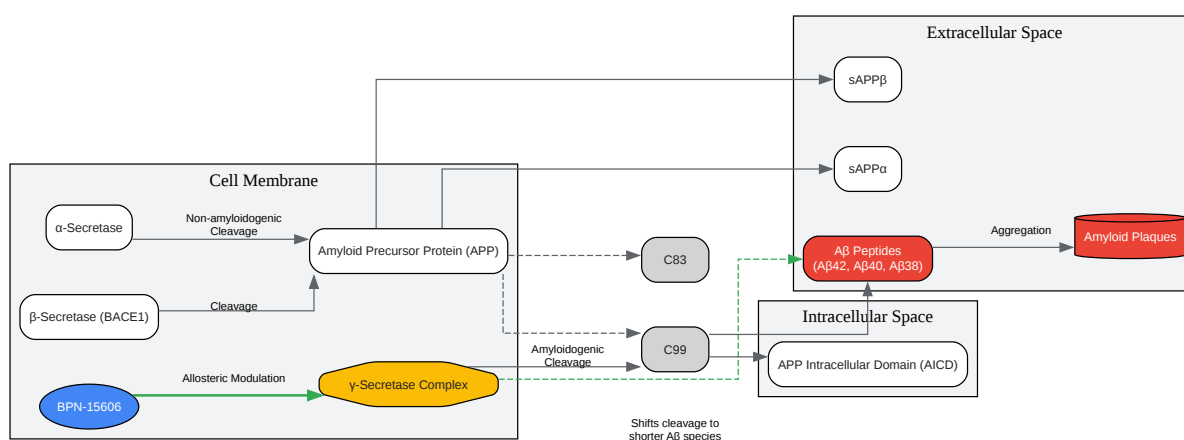 Extracellular Space
sAPPβ
sAPPα
Cell Membrane
α-Secretase
Non-amyloidogenic
Cleavage
Amyloid Precursor Protein (APP)
C83
Aβ Peptides
(Aβ42, Aβ40, Aβ38)
Aggregation
Amyloid Plaques
β-Secretase (BACE1)
Cleavage
Intracellular Space
C99
Amyloidogenic
Cleavage
APP Intracellular Domain (AICD)
Allosteric Modulation
γ-Secretase Complex
BPN-15606
Shifts cleavage to
shorter Aβ species